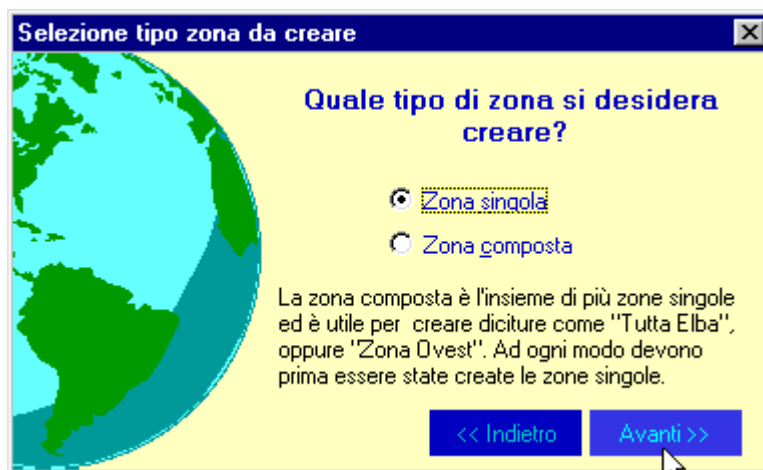 Selezione tipo zona da creare
Quale tipo di zona si desidera
creare?
Zona singola
Zona composta
La zona composta è l'insieme di più zone singole
ed è utile per creare diciture come "Tutta Elba",
oppure "Zona Ovest". Ad ogni modo devono
prima essere state create le zone singole.
<< Indietro
Avanti >>